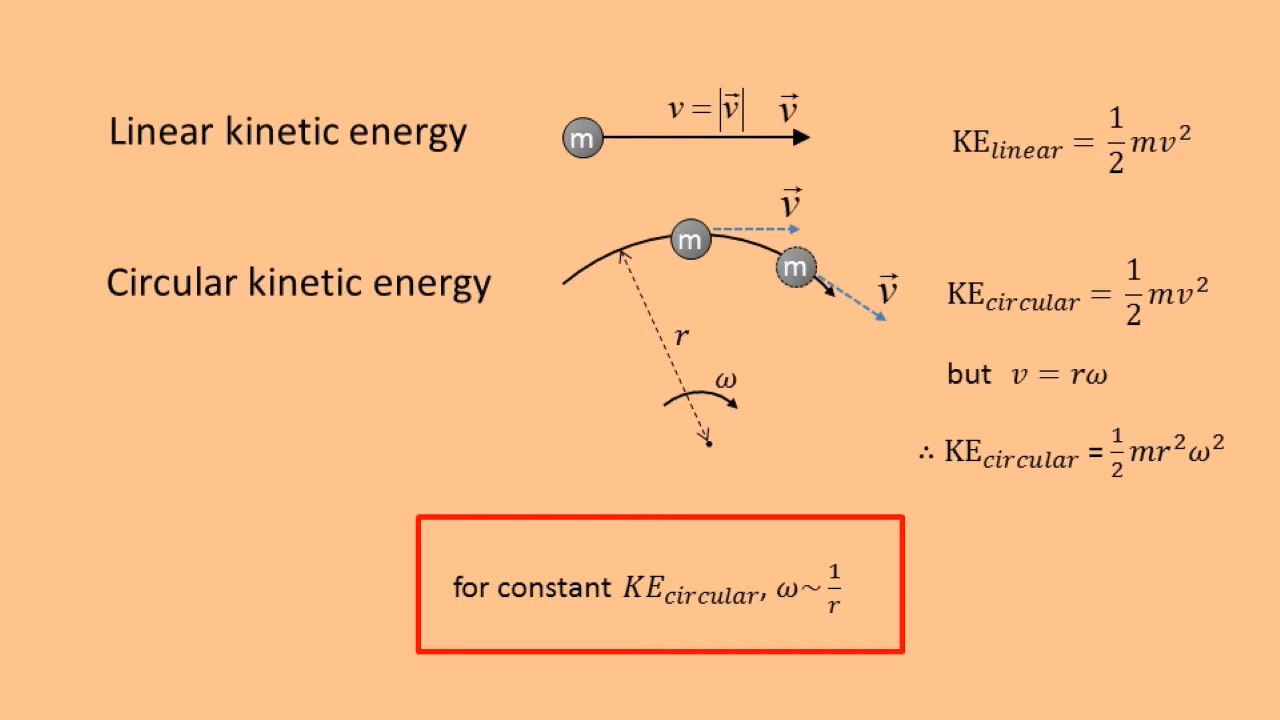 Linear kinetic energy
m
v = |v⃗| v⃗
KE_linear = 1/2 mv²
Circular kinetic energy
m
v⃗
m
v⃗
r
ω
KE_circular = 1/2 mv²
but v = rω
∴ KE_circular = 1/2 mr²ω²
for constant KE_circular, ω~ 1/r